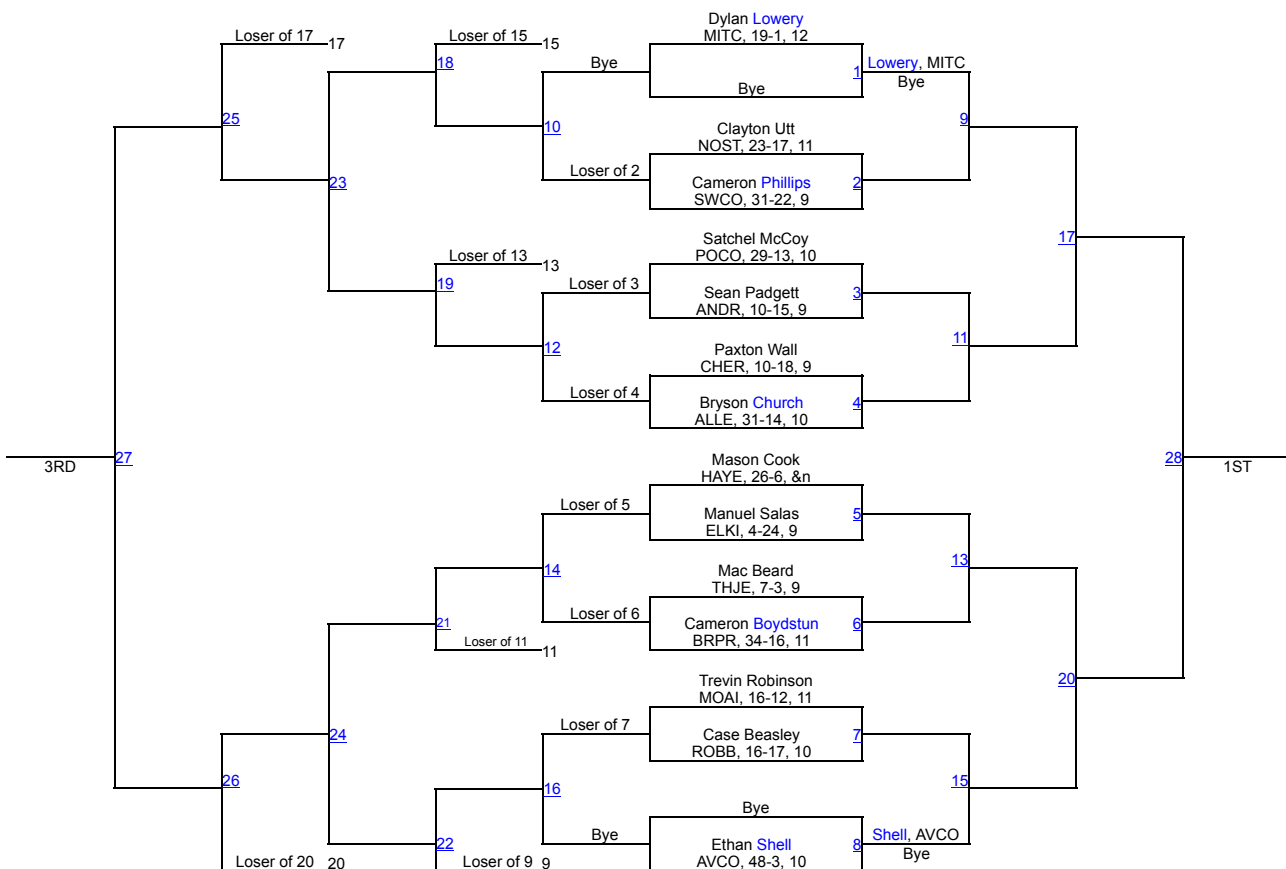 Dylan Lowery
Loser of 17 17
Loser of 15 15
MITC, 19-1, 12
18
Bye
1
Lowery, MITC
Bye
Bye
25
10
9
Clayton Utt
NOST, 23-17, 11
Loser of 2
23
Cameron Phillips
2
SWCO, 31-22, 9
17
Satchel McCoy
POCO, 29-13, 10
Loser of 13 13
19
Loser of 3
Sean Padgett
3
ANDR, 10-15, 9
11
12
Paxton Wall
CHER, 10-18, 9
Loser of 4
Bryson Church
4
ALLE, 31-14, 10
3RD
27
28
1ST
Mason Cook
HAYE, 26-6, &n
Loser of 5
Manuel Salas
5
ELKI, 4-24, 9
13
14
Mac Beard
THJE, 7-3, 9
Loser of 6
21
Cameron Boydstun
6
BRPR, 34-16, 11
Loser of 11 11
20
Trevin Robinson
MOAI, 16-12, 11
Loser of 7
24
Case Beasley
7
ROBB, 16-17, 10
26
16
15
Bye
Bye
22
Ethan Shell
8
Shell, AVCO
Bye
AVCO, 48-3, 10
Loser of 20 20
Loser of 9 9